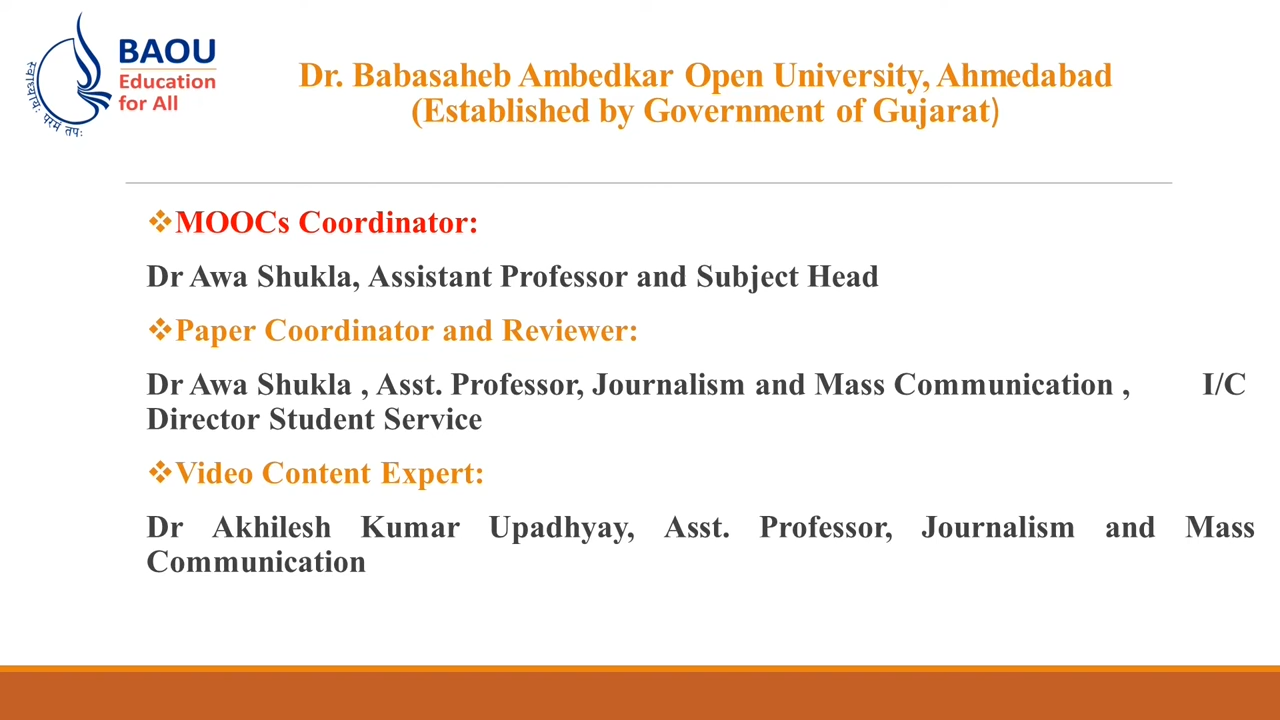 BAOU
Education
for All
स्वाध्यायः परमं तपः
Dr. Babasaheb Ambedkar Open University, Ahmedabad
(Established by Government of Gujarat)
❖MOOCs Coordinator:
Dr Awa Shukla, Assistant Professor and Subject Head
❖Paper Coordinator and Reviewer:
Dr Awa Shukla , Asst. Professor, Journalism and Mass Communication , I/C
Director Student Service
❖Video Content Expert:
Dr Akhilesh Kumar Upadhyay, Asst. Professor, Journalism and Mass
Communication